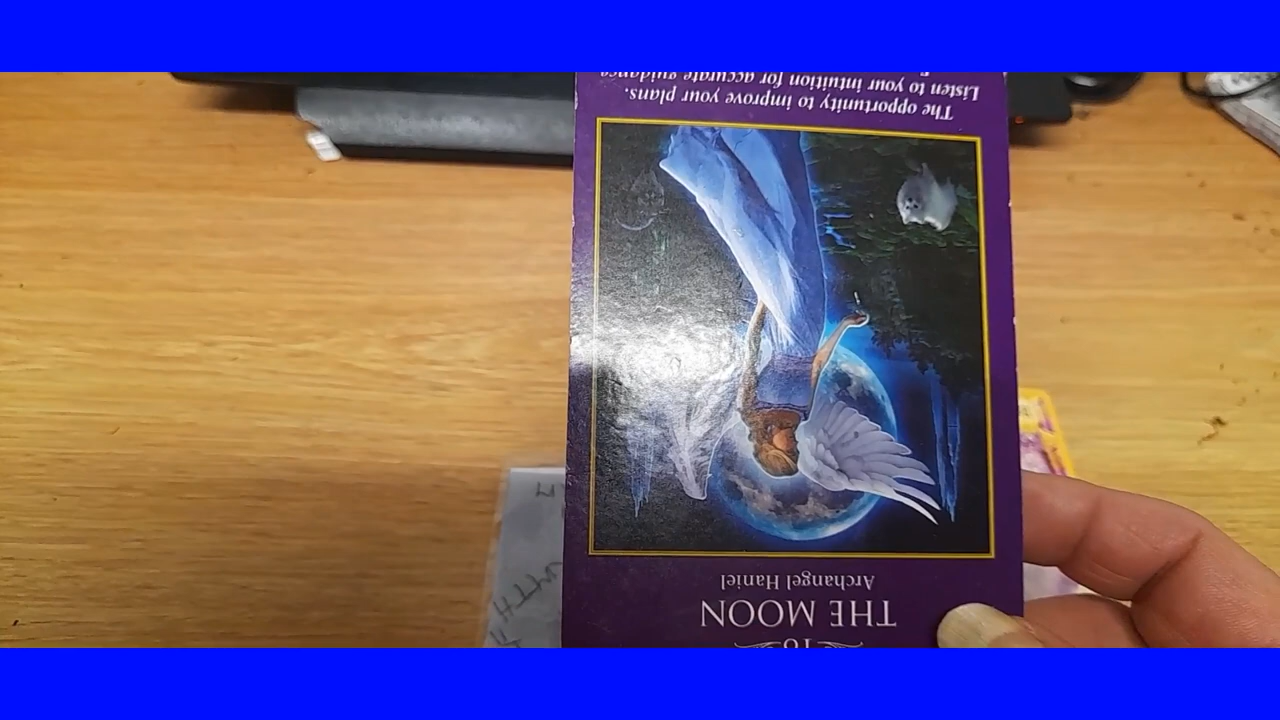 18
THE MOON
Archangel Haniel
The opportunity to improve your plans.
Listen to your intuition for accurate guidance